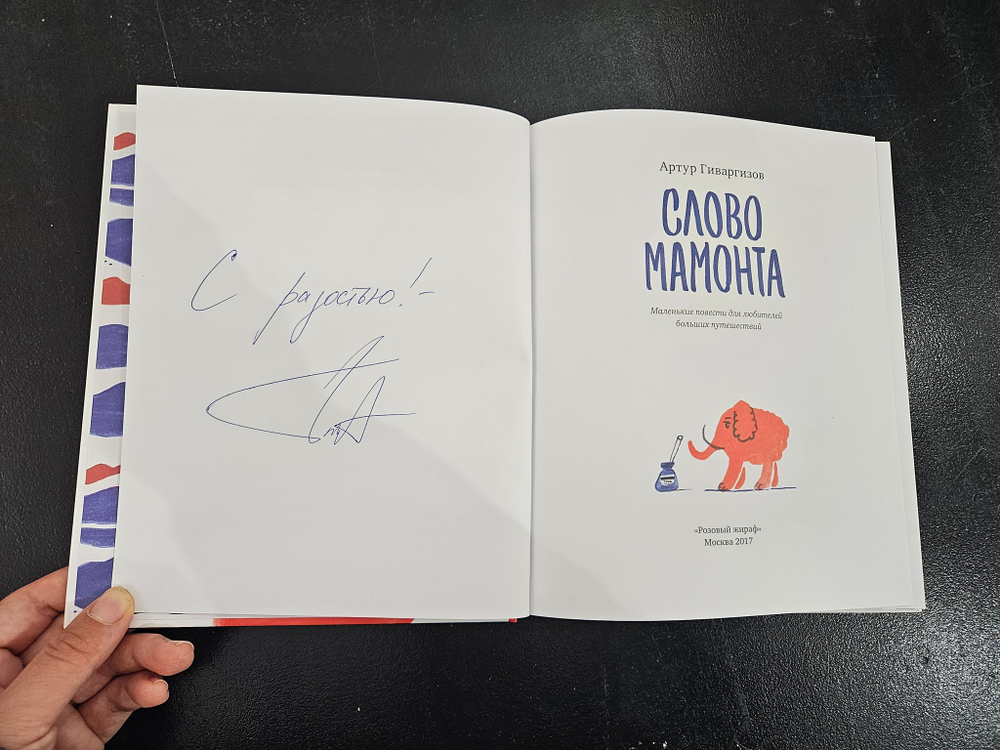 С радостью! –
Артур Гиваргизов
СЛОВО
МАМОНТА
Маленькие повести для любителей
больших путешествий
«Розовый жираф»
Москва 2017